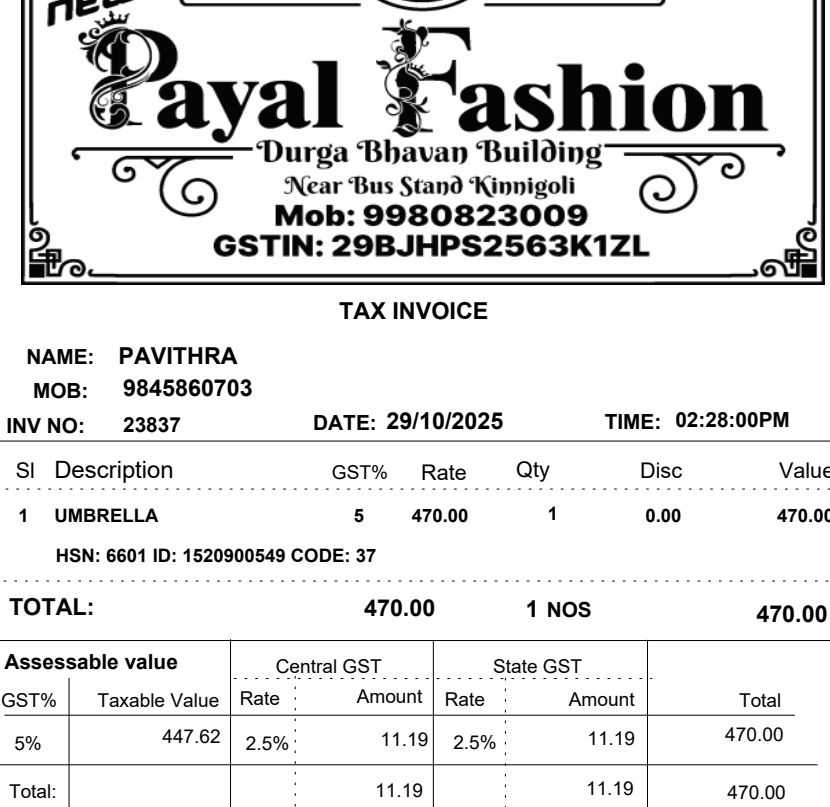 new
Payal Fashion
Durga Bhavan Building
Near Bus Stand Kinnigoli
Mob: 9980823009
GSTIN: 29BJHPS2563K1ZL
TAX INVOICE
NAME: PAVITHRA
MOB: 9845860703
INV NO: 23837 DATE: 29/10/2025 TIME: 02:28:00PM
Sl Description GST% Rate Qty Disc Value
1 UMBRELLA 5 470.00 1 0.00 470.00
HSN: 6601 ID: 1520900549 CODE: 37
TOTAL: 470.00 1 NOS 470.00
Assessable value Central GST State GST
GST% Taxable Value Rate Amount Rate Amount Total
5% 447.62 2.5% 11.19 2.5% 11.19 470.00
Total: 11.19 11.19 470.00